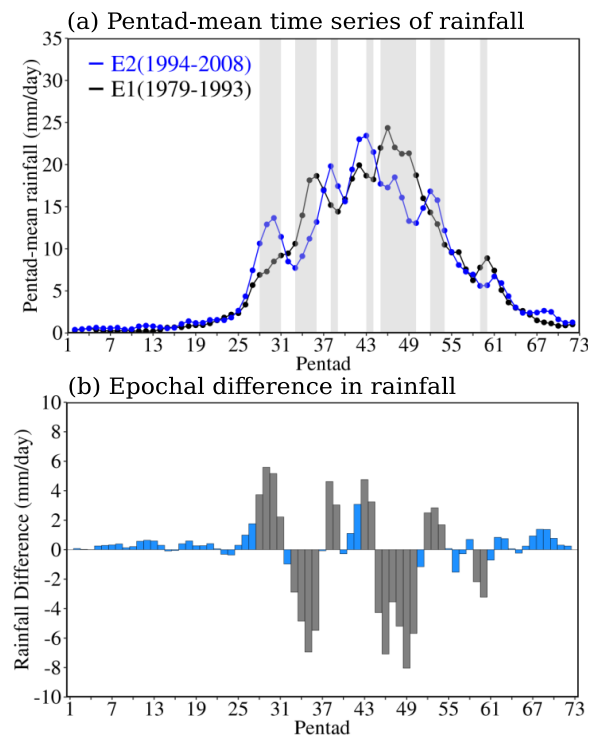 (a) Pentad-mean time series of rainfall
35
30
25
20
15
10
5
0
Pentad-mean rainfall (mm/day)
E2(1994-2008)
E1(1979-1993)
1 7 13 19 25 31 37 43 49 55 61 67 73
Pentad
(b) Epochal difference in rainfall
10
8
6
4
2
0
-2
-4
-6
-8
-10
Rainfall Difference (mm/day)
1 7 13 19 25 31 37 43 49 55 61 67 73
Pentad